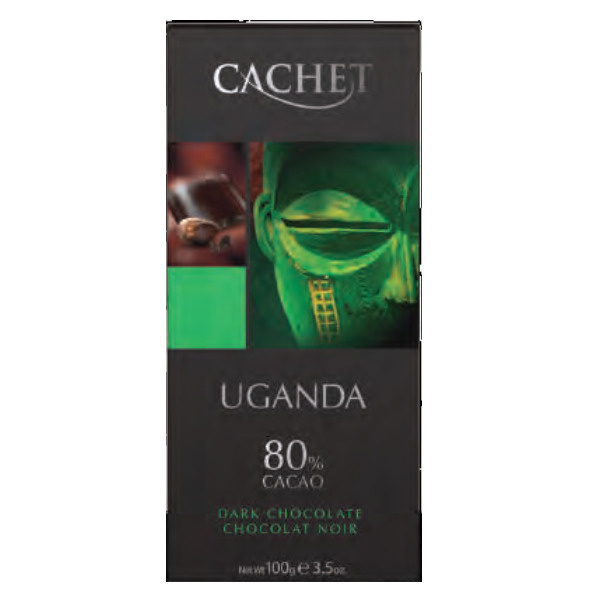 CACHET
UGANDA
80%
CACAO
DARK CHOCOLATE
CHOCOLAT NOIR
Net Wt 100g ℮ 3.5oz.